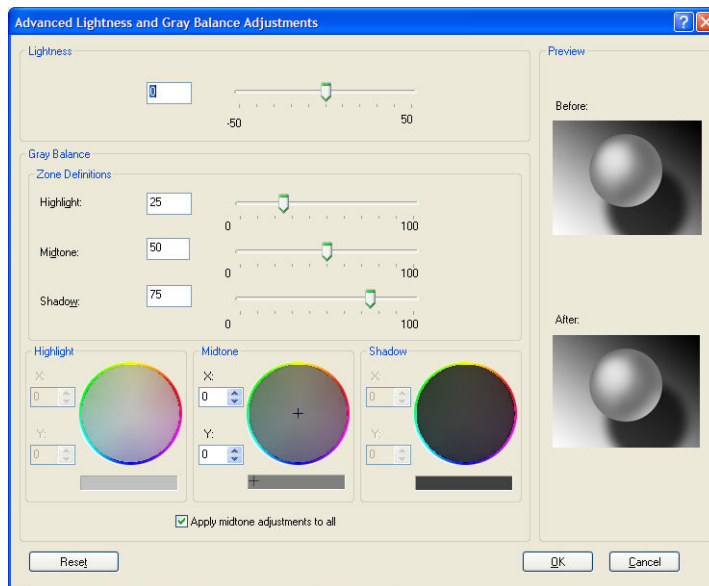 Advanced Lightness and Gray Balance Adjustments
Lightness
0
-50 50
Gray Balance
Zone Definitions
Highlight: 25
0 100
Midtone: 50
0 100
Shadow: 75
0 100
Highlight
X:
0
Y:
0
Midtone
X:
0
Y:
0
Shadow
X:
0
Y:
0
Apply midtone adjustments to all
Preview
Before:
After:
Reset OK Cancel